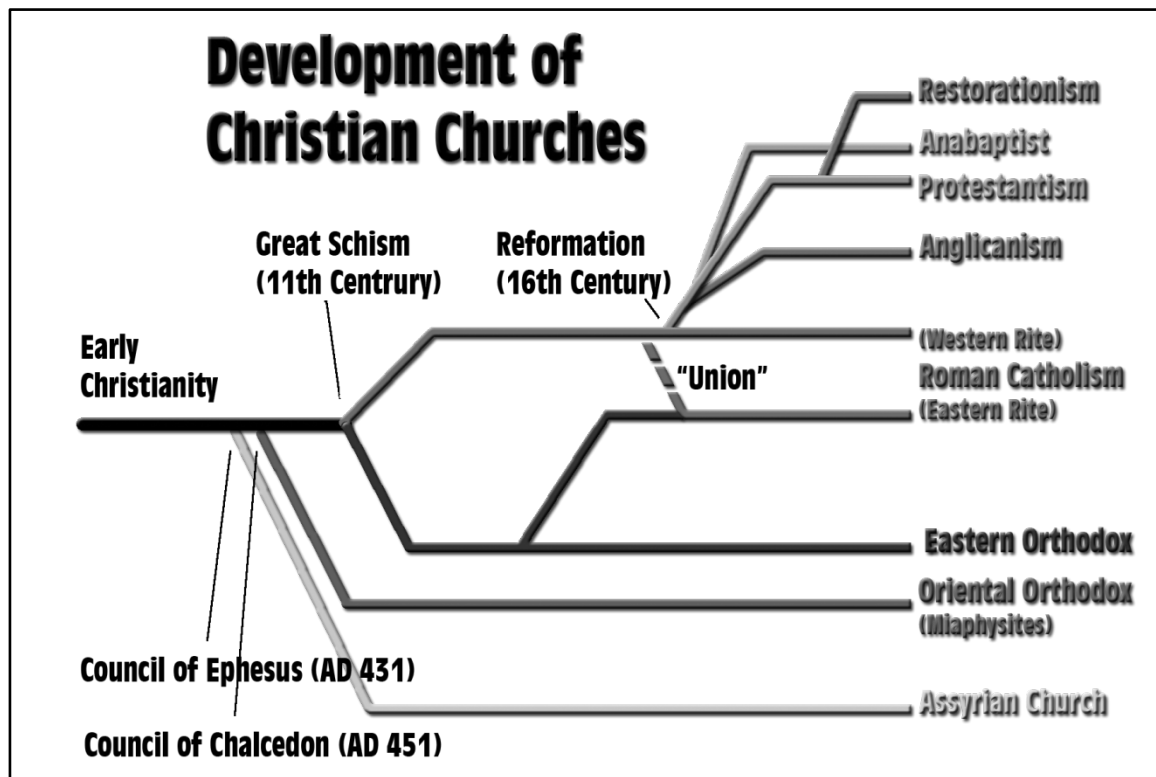 Development of
Christian Churches
Restorationism
Anabaptist
Protestantism
Great Schism
(11th Centrury)
Reformation
(16th Century)
Anglicanism
Early
Christianity
(Western Rite)
"Union"
Roman Catholism
(Eastern Rite)
Eastern Orthodox
Oriental Orthodox
(Miaphysites)
Council of Ephesus (AD 431)
Assyrian Church
Council of Chalcedon (AD 451)